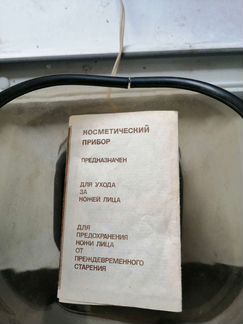 КОСМЕТИЧЕСКИЙ
ПРИБОР
ПРЕДНАЗНАЧЕН
ДЛЯ УХОДА
ЗА
КОЖЕЙ ЛИЦА
ДЛЯ
ПРЕДОХРАНЕНИЯ
КОЖИ ЛИЦА
ОТ
ПРЕЖДЕВРЕМЕННОГО
СТАРЕНИЯ